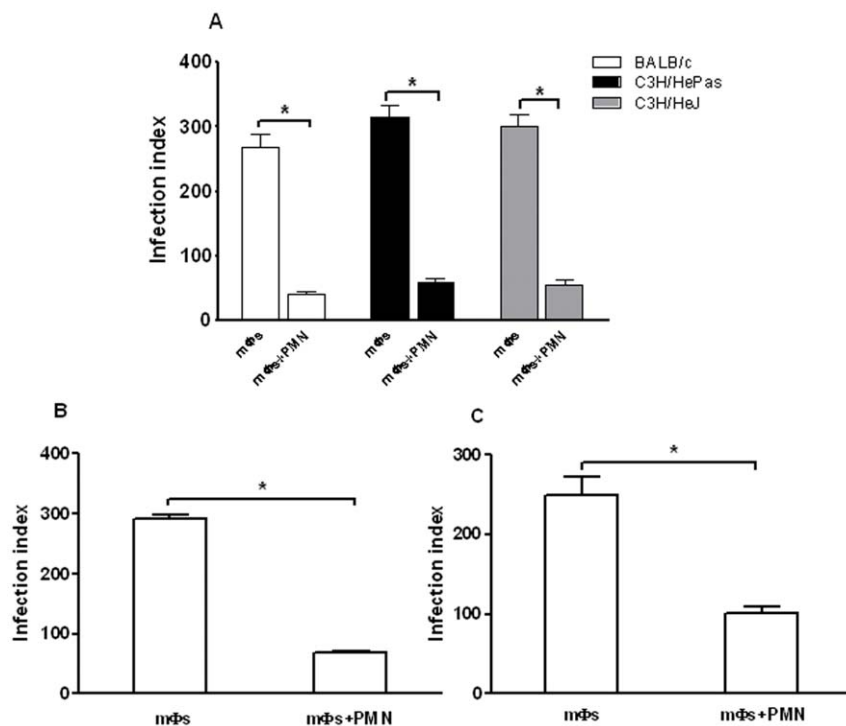 A
400
300
200
100
0
Infection index
BALB/c
C3H/HePas
C3H/HeJ
*
*
*
mΦs
mΦs+PMN
mΦs
mΦs+PMN
mΦs
mΦs+PMN
B
400
300
200
100
0
Infection index
*
mΦs
mΦs+PMN
C
300
200
100
0
Infection index
*
mΦs
mΦs+PMN